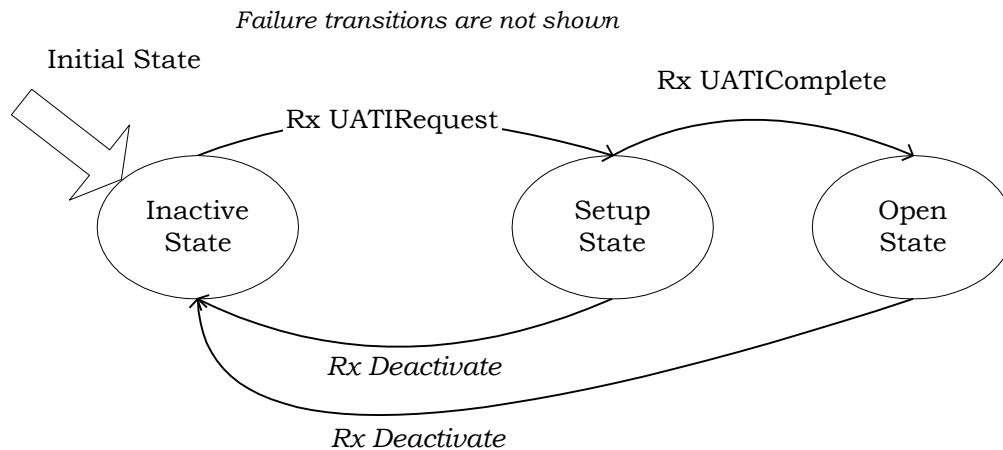 Failure transitions are not shown
Initial State
Rx UATIComplete
Rx UATIRequest
Inactive
State
Setup
State
Open
State
Rx Deactivate
Rx Deactivate